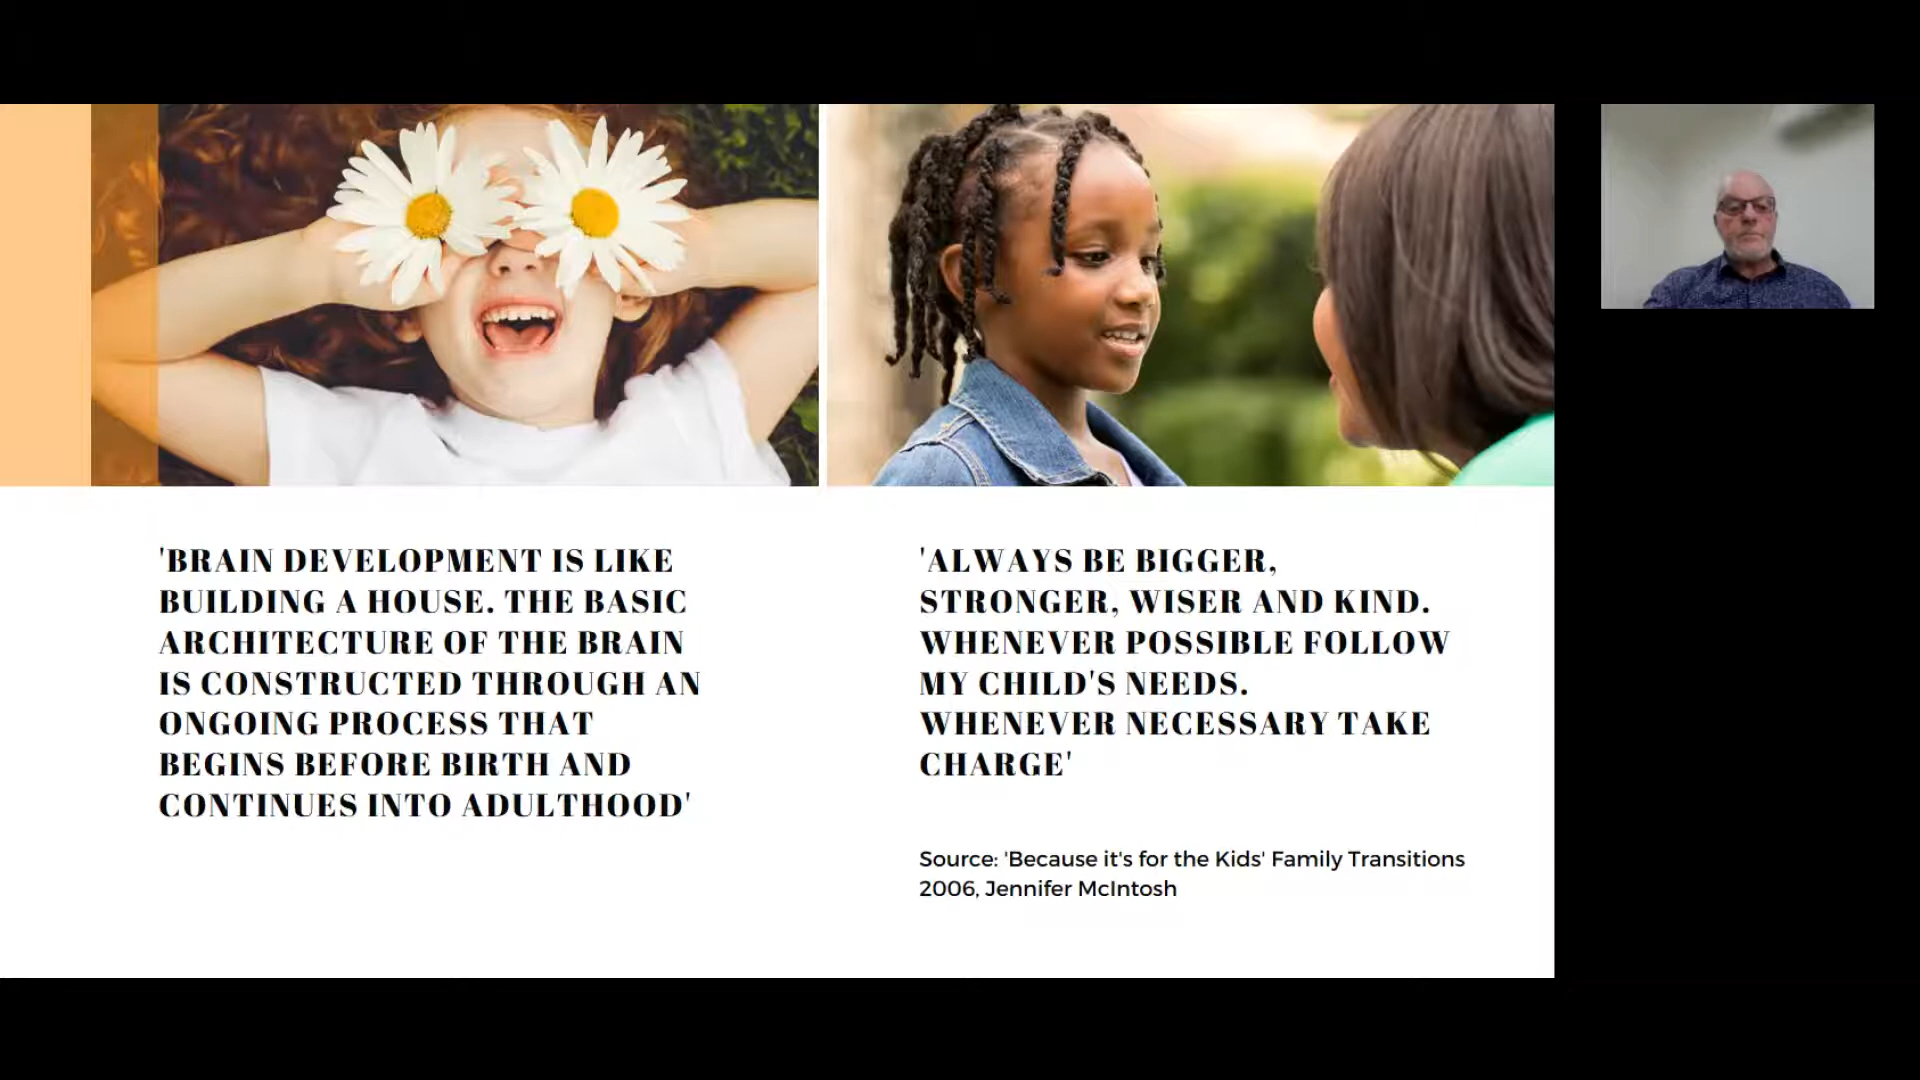 'BRAIN DEVELOPMENT IS LIKE
BUILDING A HOUSE. THE BASIC
ARCHITECTURE OF THE BRAIN
IS CONSTRUCTED THROUGH AN
ONGOING PROCESS THAT
BEGINS BEFORE BIRTH AND
CONTINUES INTO ADULTHOOD'
'ALWAYS BE BIGGER,
STRONGER, WISER AND KIND.
WHENEVER POSSIBLE FOLLOW
MY CHILD'S NEEDS.
WHENEVER NECESSARY TAKE
CHARGE'
Source: 'Because it's for the Kids' Family Transitions
2006, Jennifer McIntosh